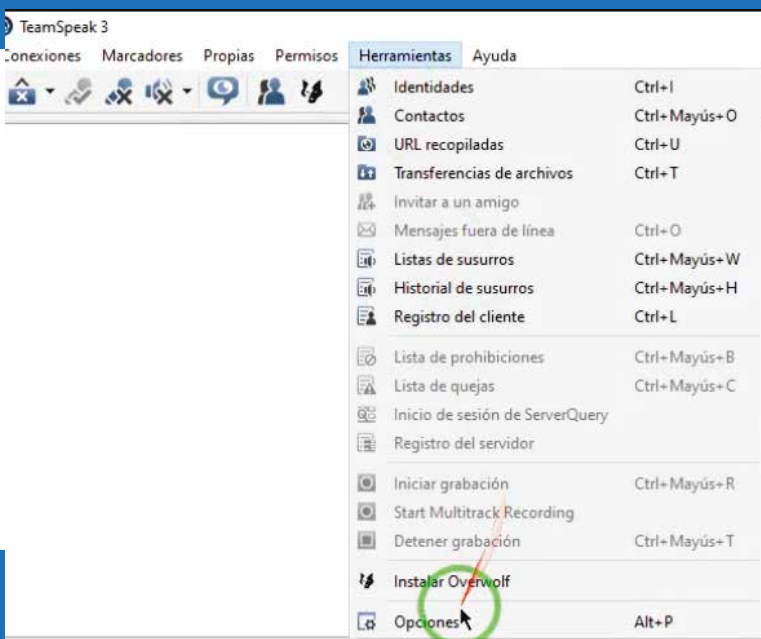 TeamSpeak 3
Conexiones Marcadores Propias Permisos Herramientas Ayuda
Identidades Ctrl+I
Contactos Ctrl+Mayús+O
URL recopiladas Ctrl+U
Transferencias de archivos Ctrl+T
Invitar a un amigo
Mensajes fuera de línea Ctrl+O
Listas de susurros Ctrl+Mayús+W
Historial de susurros Ctrl+Mayús+H
Registro del cliente Ctrl+L
Lista de prohibiciones Ctrl+Mayús+B
Lista de quejas Ctrl+Mayús+C
Inicio de sesión de ServerQuery
Registro del servidor
Iniciar grabación Ctrl+Mayús+R
Start Multitrack Recording
Detener grabación Ctrl+Mayús+T
Instalar Overwolf
Opciones Alt+P